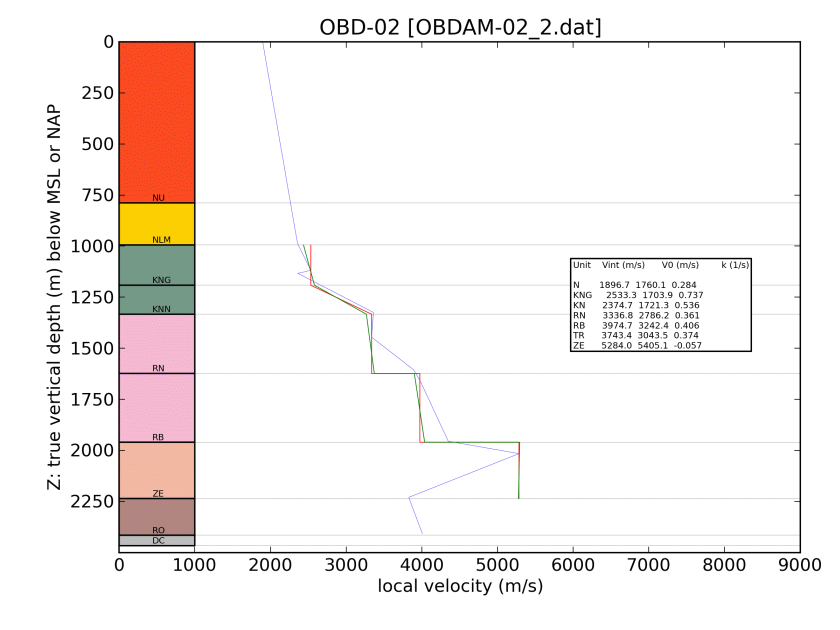 OBD-02 [OBDAM-02_2.dat]
Z: true vertical depth (m) below MSL or NAP
0
250
500
750
1000
1250
1500
1750
2000
2250
NU
NLM
KNG
KNN
RN
RB
ZE
RO
DC
Unit Vint (m/s) V0 (m/s) k (1/s)
N 1896.7 1760.1 0.284
KNG 2533.3 1703.9 0.737
KN 2374.7 1721.3 0.536
RN 3336.8 2786.2 0.361
RB 3974.7 3242.4 0.406
TR 3743.4 3043.5 0.374
ZE 5284.0 5405.1 -0.057
0 1000 2000 3000 4000 5000 6000 7000 8000 9000
local velocity (m/s)